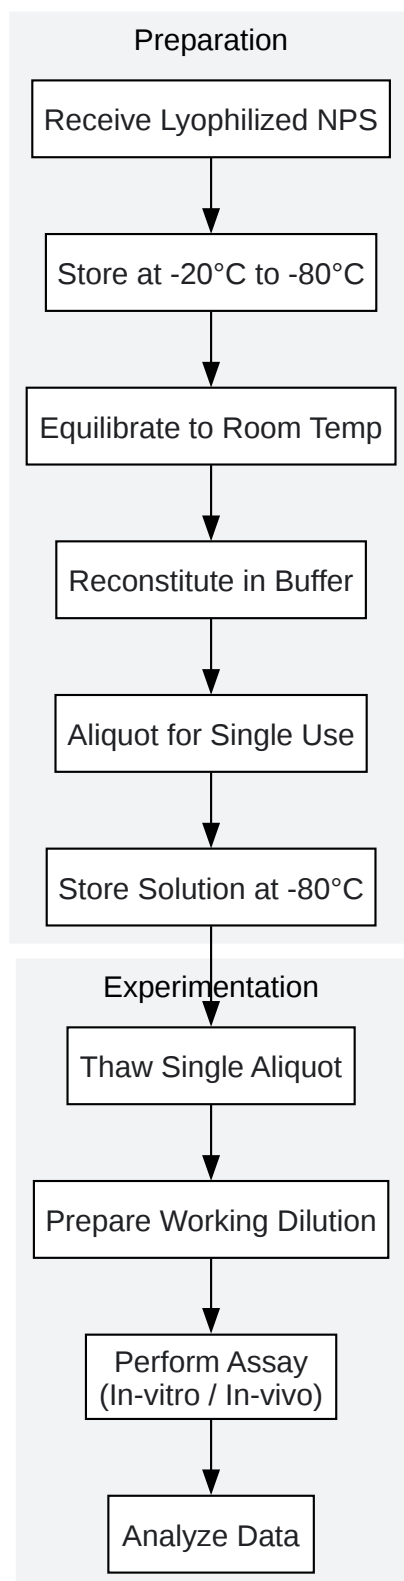 Preparation
Receive Lyophilized NPS
Store at -20°C to -80°C
Equilibrate to Room Temp
Reconstitute in Buffer
Aliquot for Single Use
Store Solution at -80°C
Experimentation
Thaw Single Aliquot
Prepare Working Dilution
Perform Assay
(In-vitro / In-vivo)
Analyze Data